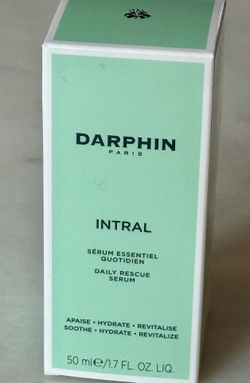 DARPHIN
PARIS
INTRAL
SÉRUM ESSENTIEL
QUOTIDIEN
DAILY RESCUE
SERUM
APAISE • HYDRATE • REVITALISE
SOOTHE • HYDRATE • REVITALIZE
50 ml℮/1.7 FL. OZ. LIQ.